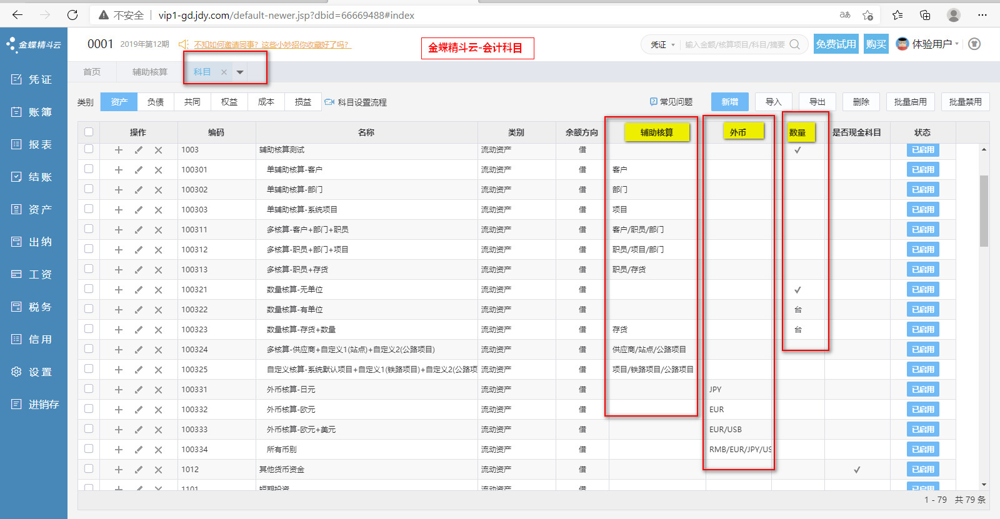 不安全 vip1-gd.jdy.com/default-newer.jsp?dbid=66669488#index
金蝶精斗云 0001 2019年第12期 不知如何邀请同事？这些小妙招你收藏好了吗？ 金蝶精斗云-会计科目 凭证 输入金额/核算项目/科目/摘要 免费试用 购买 体验用户
首页 辅助核算 科目
凭证
账簿
报表
结账
资产
出纳
工资
税务
信用
设置
进销存
类别 资产 负债 共同 权益 成本 损益 科目设置流程 常见问题 新增 导入 导出 删除 批量启用 批量禁用
操作 编码 名称 类别 余额方向 辅助核算 外币 数量 是否现金科目 状态
1003 辅助核算测试 流动资产 借 ✓ 已启用
100301 单辅助核算-客户 流动资产 借 客户 已启用
100302 单辅助核算-部门 流动资产 借 部门 已启用
100303 单辅助核算-系统项目 流动资产 借 项目 已启用
100311 多核算-客户+部门+职员 流动资产 借 客户/职员/部门 已启用
100312 多核算-职员+部门+项目 流动资产 借 职员/项目/部门 已启用
100313 多核算-职员+存货 流动资产 借 职员/存货 已启用
100321 数量核算-无单位 流动资产 借 ✓ 已启用
100322 数量核算-有单位 流动资产 借 台 已启用
100323 数量核算-存货+数量 流动资产 借 存货 台 已启用
100324 多核算-供应商+自定义1(站点)+自定义2(公路项目) 流动资产 借 供应商/站点/公路项目 已启用
100325 自定义核算-系统默认项目+自定义1(铁路项目)+自定义2(公路项 流动资产 借 项目/铁路项目/公路项目 已启用
100331 外币核算-日元 流动资产 借 JPY 已启用
100332 外币核算-欧元 流动资产 借 EUR 已启用
100333 外币核算-欧元+美元 流动资产 借 EUR/USB 已启用
100334 所有币别 流动资产 借 RMB/EUR/JPY/US 已启用
1012 其他货币资金 流动资产 借 ✓ 已启用
1101 短期投资 流动资产 借 已启用
1 - 79 共 79 条